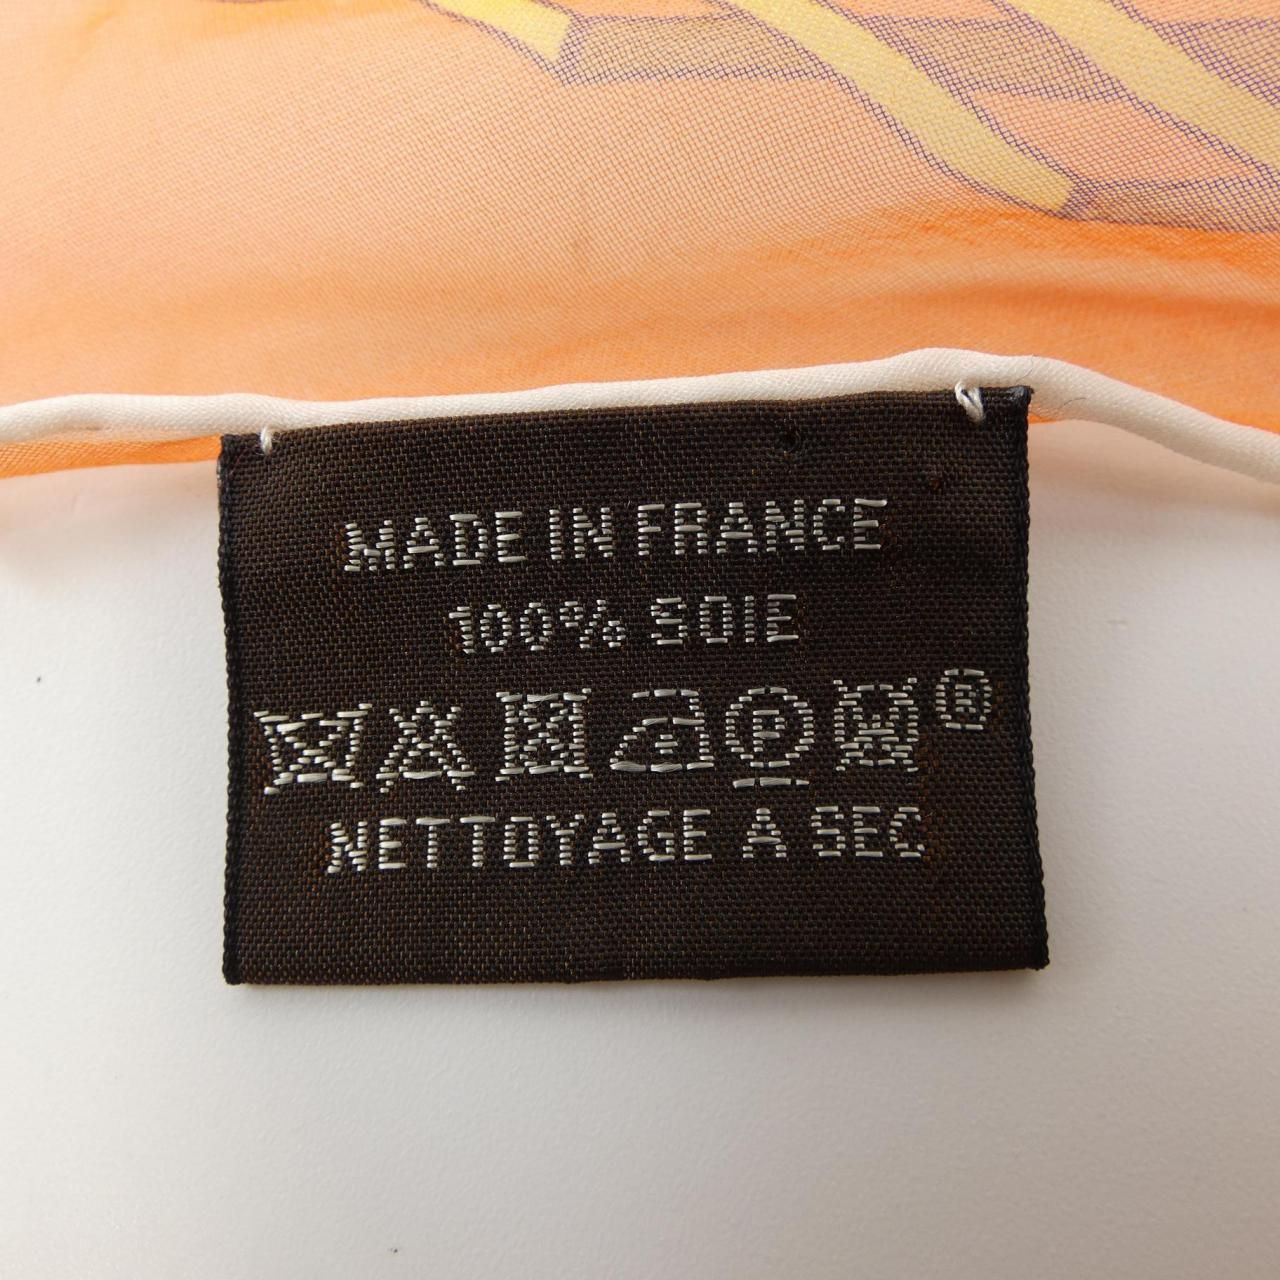 MADE IN FRANCE
100% SOIE
P W ®
NETTOYAGE A SEC